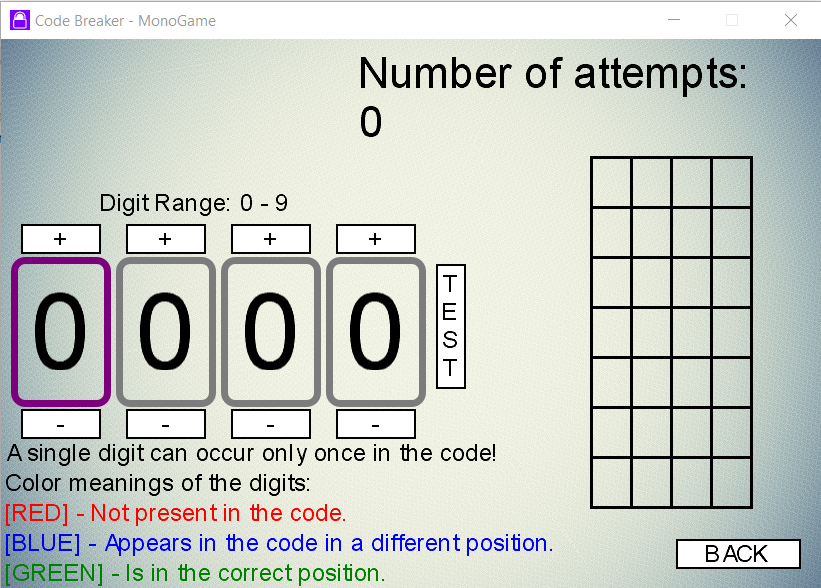 Code Breaker - MonoGame
Number of attempts:
0
Digit Range: 0 - 9
+ + + +
0 0 0 0
T
E
S
T
- - - -
A single digit can occur only once in the code!
Color meanings of the digits:
[RED] - Not present in the code.
[BLUE] - Appears in the code in a different position.
[GREEN] - Is in the correct position.
BACK